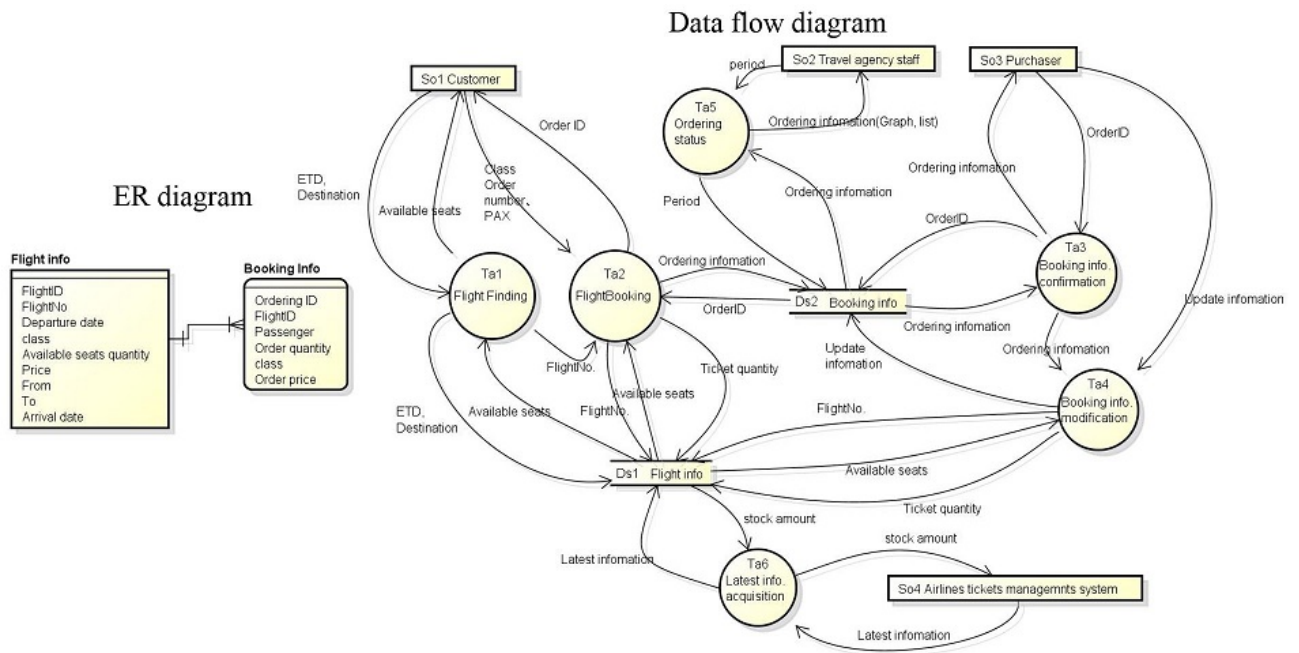 Data flow diagram
ER diagram
Flight info
FlightID
FlightNo
Departure date
class
Available seats quantity
Price
From
To
Arrival date
Booking Info
Ordering ID
FlightID
Passenger
Order quantity
class
Order price
So1 Customer
So2 Travel agency staff
So3 Purchaser
period
Ta5
Ordering
status
Ordering infomation(Graph, list)
Order ID
OrderID
Ordering infomation
ETD,
Destination
Available seats
Class
Order
number、
PAX
Period
Ordering infomation
OrderID
Ta1
Flight Finding
Ta2
FlightBooking
Ordering infomation
OrderID
Ds2 Booking info
Ta3
Booking info.
confirmation
Ordering infomation
Update infomation
Update
infomation
Ordering infomation
FlightNo.
Available seats
Ticket quantity
Ta4
Booking info.
modification
ETD,
Destination
Available seats
FlightNo.
FlightNo.
Ds1 Flight info
Available seats
Ticket quantity
stock amount
Latest infomation
Ta6
Latest info.
acquisition
stock amount
So4 Airlines tickets managemnts system
Latest infomation